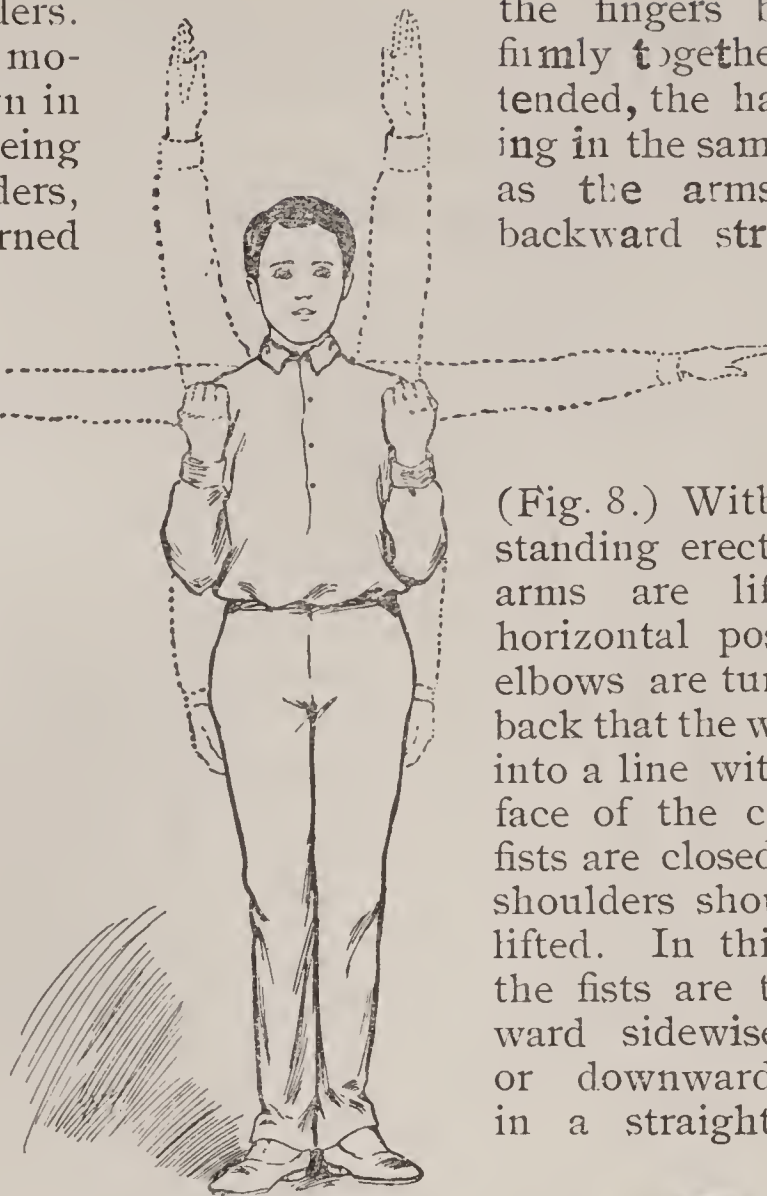 ders.
mo-
n in
eing
ders,
rned
the fingers b
firmly together
tended, the ha
ing in the sam
as the arms
backward str
(Fig. 8.) With
standing erect
arms are lif
horizontal pos
elbows are tur
back that the w
into a line wit
face of the c
fists are closed
shoulders shou
lifted. In thi
the fists are t
ward sidewise
or downward
in a straight